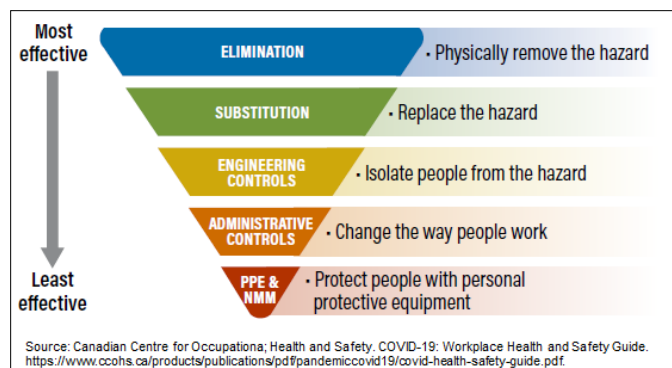 Most
effective
ELIMINATION
• Physically remove the hazard
SUBSTITUTION
• Replace the hazard
ENGINEERING
CONTROLS
• Isolate people from the hazard
ADMINISTRATIVE
CONTROLS
• Change the way people work
Least
effective
PPE &
NMM
• Protect people with personal
protective equipment
Source: Canadian Centre for Occupationa; Health and Safety. COVID-19: Workplace Health and Safety Guide.
https://www.ccohs.ca/products/publications/pdf/pandemiccovid19/covid-health-safety-guide.pdf.